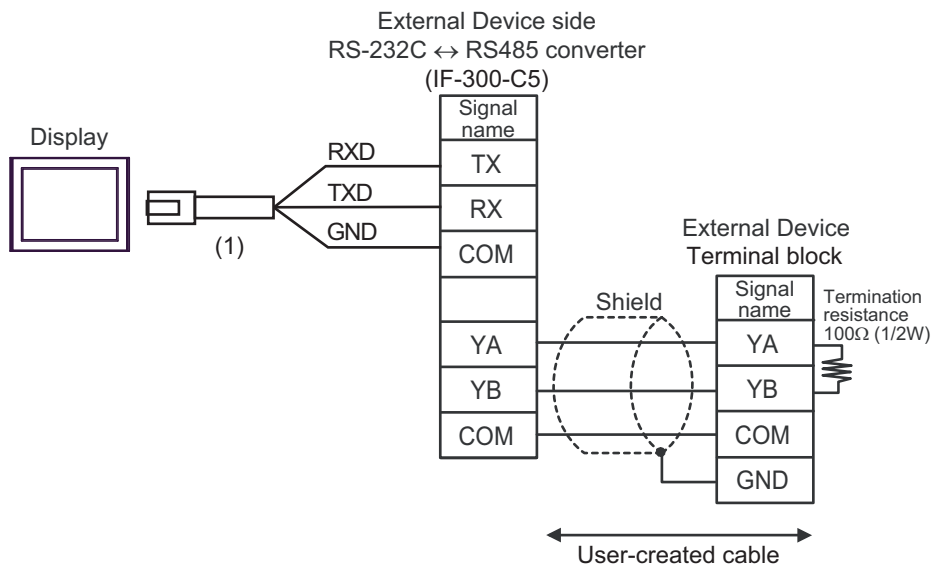 External Device side
RS-232C ↔ RS485 converter
(IF-300-C5)
Signal
name
Display
RXD
TX
TXD
RX
GND
COM
(1)
External Device
Terminal block
Signal
name
Shield
Termination
resistance
100Ω (1/2W)
YA
YA
YB
YB
COM
COM
GND
User-created cable